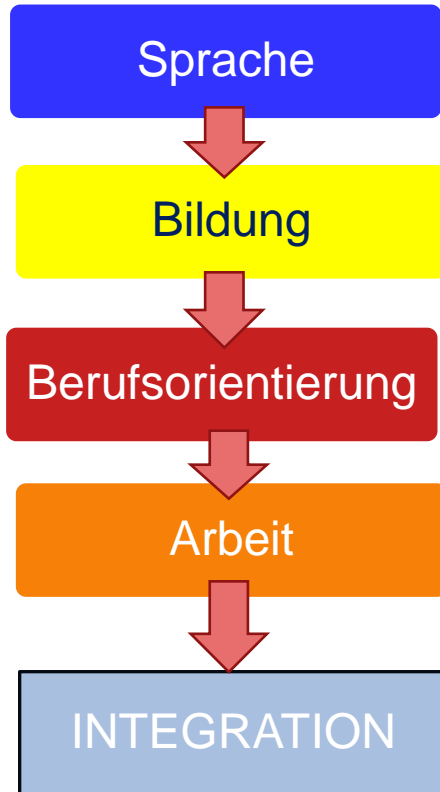 Sprache
Bildung
Berufsorientierung
Arbeit
INTEGRATION